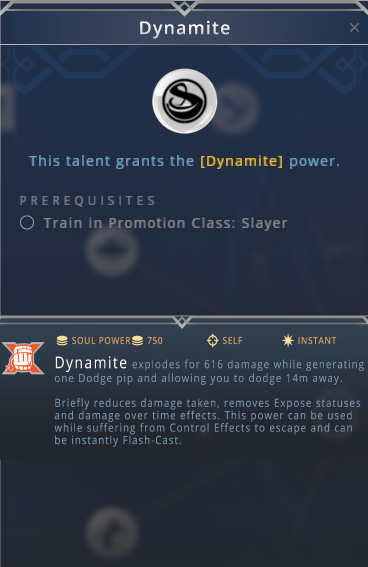 Dynamite
This talent grants the [Dynamite] power.
PREREQUISITES
Train in Promotion Class: Slayer
SOUL POWER 750 SELF INSTANT
Dynamite explodes for 616 damage while generating
one Dodge pip and allowing you to dodge 14m away.
Briefly reduces damage taken, removes Expose statuses
and damage over time effects. This power can be used
while suffering from Control Effects to escape and can
be instantly Flash-Cast.